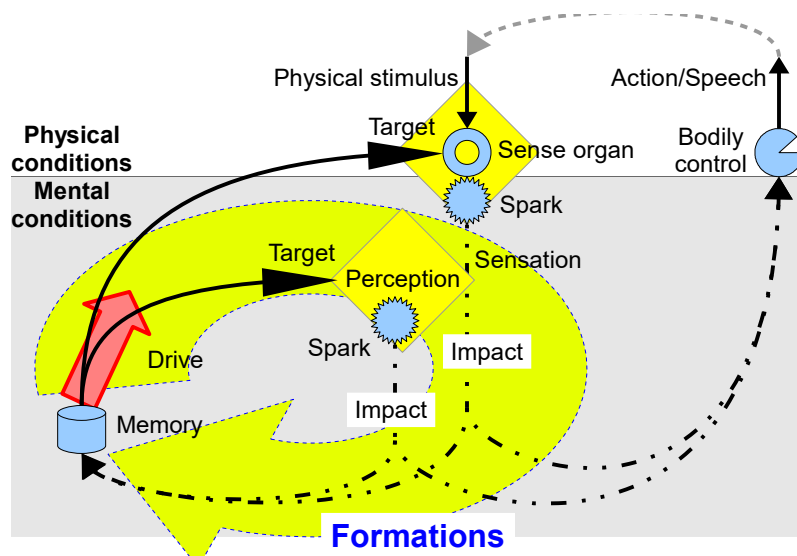 Physical stimulus
Action/Speech
Target
Physical
conditions
Sense organ
Bodily
control
Mental
conditions
Spark
Target
Sensation
Perception
Spark
Impact
Drive
Impact
Memory
Formations